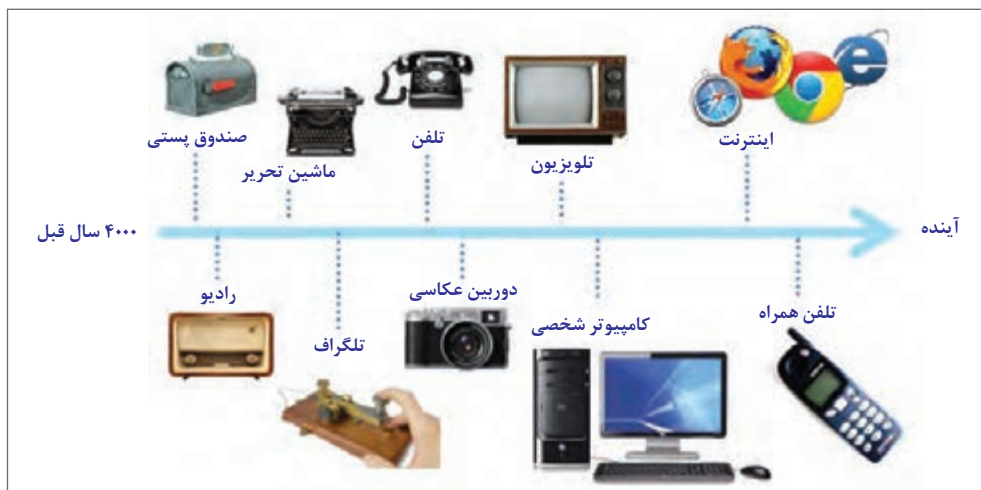 صندوق پستی
ماشین تحریر
تلفن
تلویزیون
اینترنت
۴۰۰۰ سال قبل
آینده
رادیو
تلگراف
دوربین عکاسی
کامپیوتر شخصی
تلفن همراه